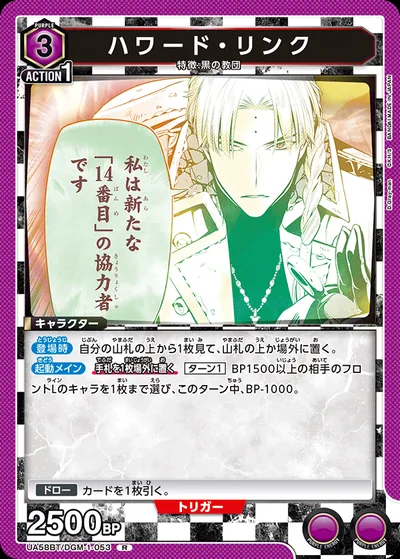 PURPLE
3
ACTION1
ハワード・リンク
特徴:黒の教団
私は新たな
「14番目」の協力者
です
キャラクター
登場時 自分の山札の上から1枚見て、山札の上か場外に置く。
起動メイン 手札を1枚場外に置く。 ターン1 BP1500以上の相手のフロ
ントLのキャラを1枚まで選び、このターン中、BP-1000。
ドロー カードを1枚引く。
トリガー
2500BP
UA58BT/DGM-1-053 R